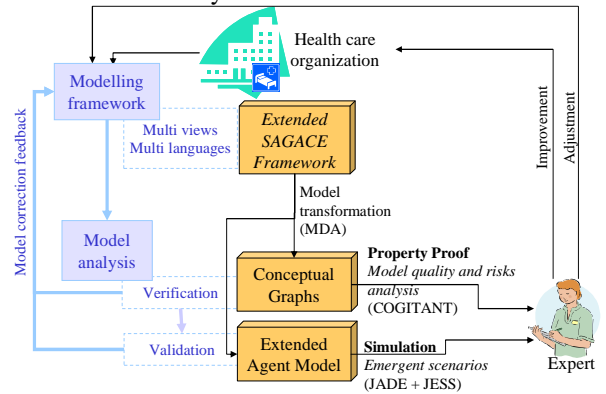 Health care
organization
Modelling
framework
Multi views
Multi languages
Extended
SAGACE
Framework
Improvement
Adjustment
Model correction feedback
Model
transformation
(MDA)
Model
analysis
Property Proof
Model quality and risks
analysis
(COGITANT)
Conceptual
Graphs
Verification
Validation
Extended
Agent Model
Simulation
Emergent scenarios
(JADE + JESS)
Expert